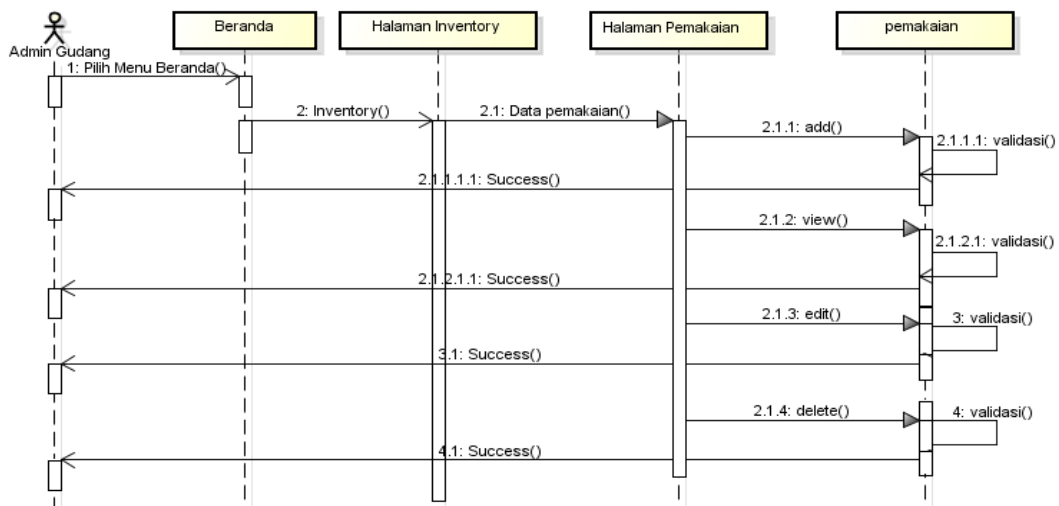 Admin Gudang
Beranda
Halaman Inventory
Halaman Pemakaian
pemakaian
1: Pilih Menu Beranda()
2: Inventory()
2.1: Data pemakaian()
2.1.1: add()
2.1.1.1: validasi()
2.1.1.1.1: Success()
2.1.2: view()
2.1.2.1: validasi()
2.1.2.1.1: Success()
2.1.3: edit()
3: validasi()
3.1: Success()
2.1.4: delete()
4: validasi()
4.1: Success()